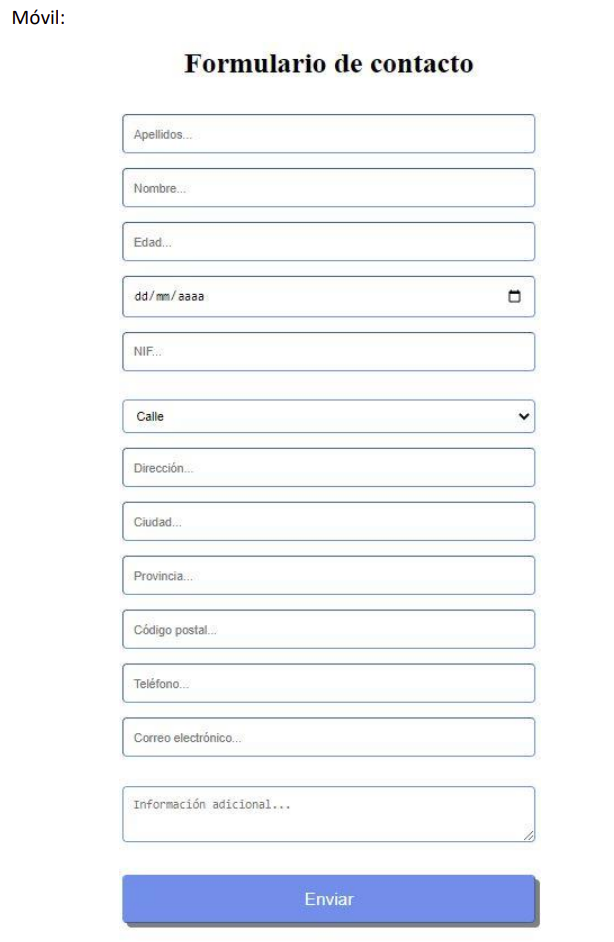 Móvil:
Formulario de contacto
Apellidos...
Nombre...
Edad...
dd/mm/aaaa
NIF...
Calle
Dirección...
Ciudad...
Provincia...
Código postal...
Teléfono...
Correo electrónico...
Información adicional...
Enviar